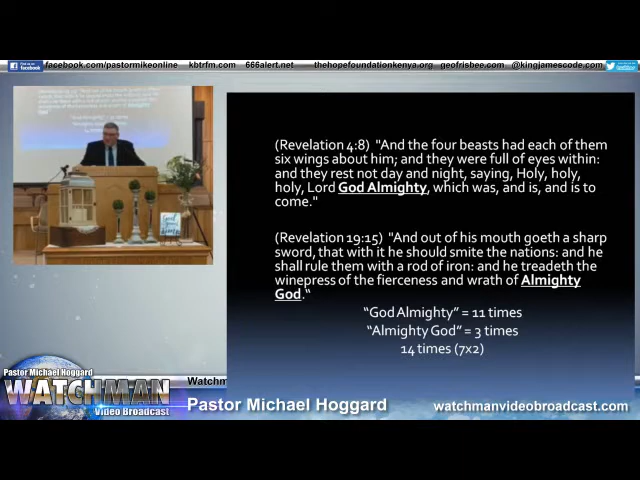 Find us on facebook
facebook.com/pastormikeonline kbtrfm.com 666alert.net thehopefoundationkenya.org geofrisbee.com @kingjamescode.com
(Revelation 4:8) "And the four beasts had each of them
six wings about him; and they were full of eyes within:
and they rest not day and night, saying, Holy, holy,
holy, Lord God Almighty, which was, and is, and is to
come."
(Revelation 19:15) "And out of his mouth goeth a sharp
sword, that with it he should smite the nations: and he
shall rule them with a rod of iron: and he treadeth the
winepress of the fierceness and wrath of Almighty
God.“
“God Almighty” = 11 times
“Almighty God” = 3 times
14 times (7x2)
Almighty
Pastor Michael Hoggard
WATCHMAN
Video Broadcast
Watchm
Pastor Michael Hoggard
watchmanvideobroadcast.com